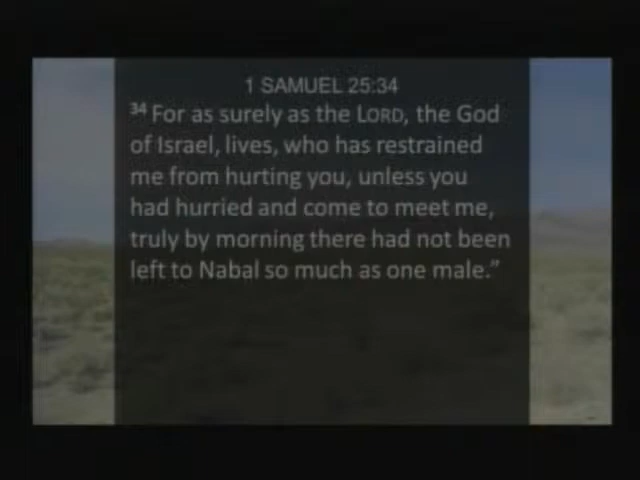 1 SAMUEL 25:34
³⁴ For as surely as the LORD, the God
of Israel, lives, who has restrained
me from hurting you, unless you
had hurried and come to meet me,
truly by morning there had not been
left to Nabal so much as one male.”